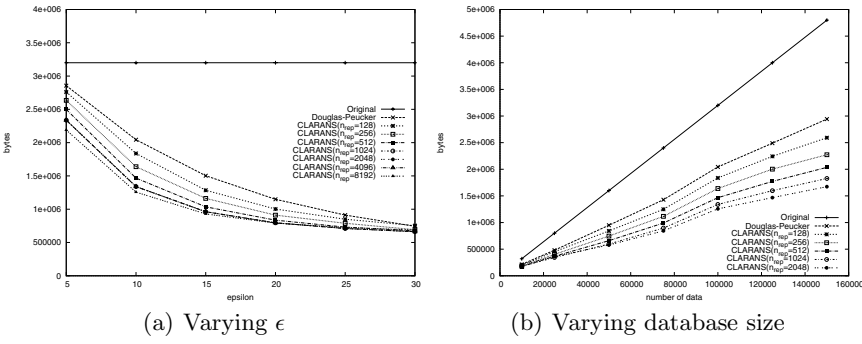 4e+006
3.5e+006
3e+006
2.5e+006
2e+006
1.5e+006
1e+006
500000
0
bytes
5 10 15 20 25 30
epsilon
Original
Douglas-Peucker
CLARANS(n_rep=128)
CLARANS(n_rep=256)
CLARANS(n_rep=512)
CLARANS(n_rep=1024)
CLARANS(n_rep=2048)
CLARANS(n_rep=4096)
CLARANS(n_rep=8192)
(a) Varying ϵ
5e+006
4.5e+006
4e+006
3.5e+006
3e+006
2.5e+006
2e+006
1.5e+006
1e+006
500000
0
bytes
0 20000 40000 60000 80000 100000 120000 140000 160000
number of data
Original
Douglas-Peucker
CLARANS(n_rep=128)
CLARANS(n_rep=256)
CLARANS(n_rep=512)
CLARANS(n_rep=1024)
CLARANS(n_rep=2048)
(b) Varying database size